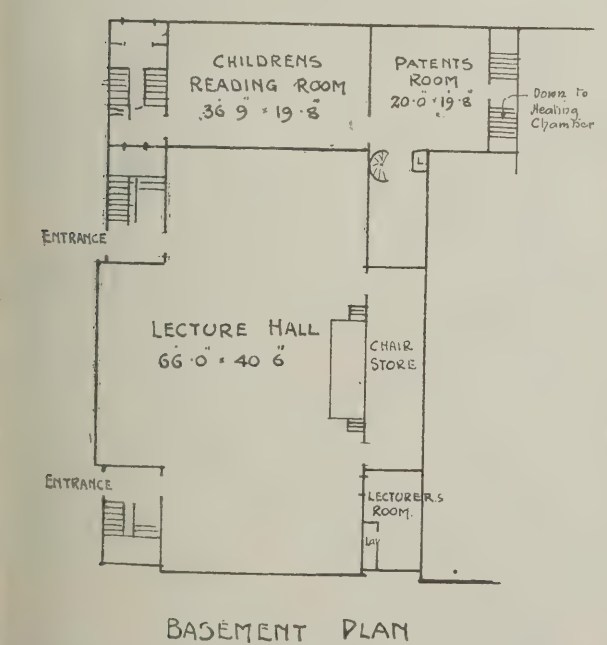 CHILDRENS
READING ROOM
36'9" × 19'·8"
PATENTS
ROOM
20'·0" × 19'·8"
Down to
Heating
Chamber
L.
ENTRANCE
LECTURE HALL
66'·0" × 40'6"
CHAIR
STORE
ENTRANCE
LECTURERS
ROOM.
LAV
BASEMENT PLAN